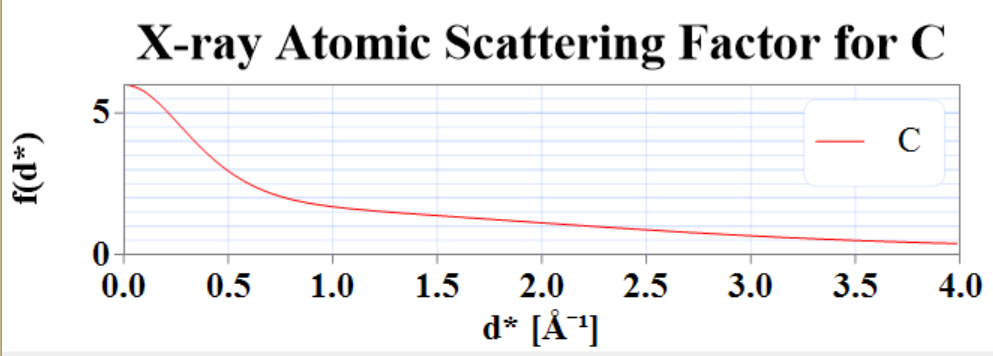 X-ray Atomic Scattering Factor for C
f(d*)
5
0
C
0.0 0.5 1.0 1.5 2.0 2.5 3.0 3.5 4.0
d* [Å⁻¹]